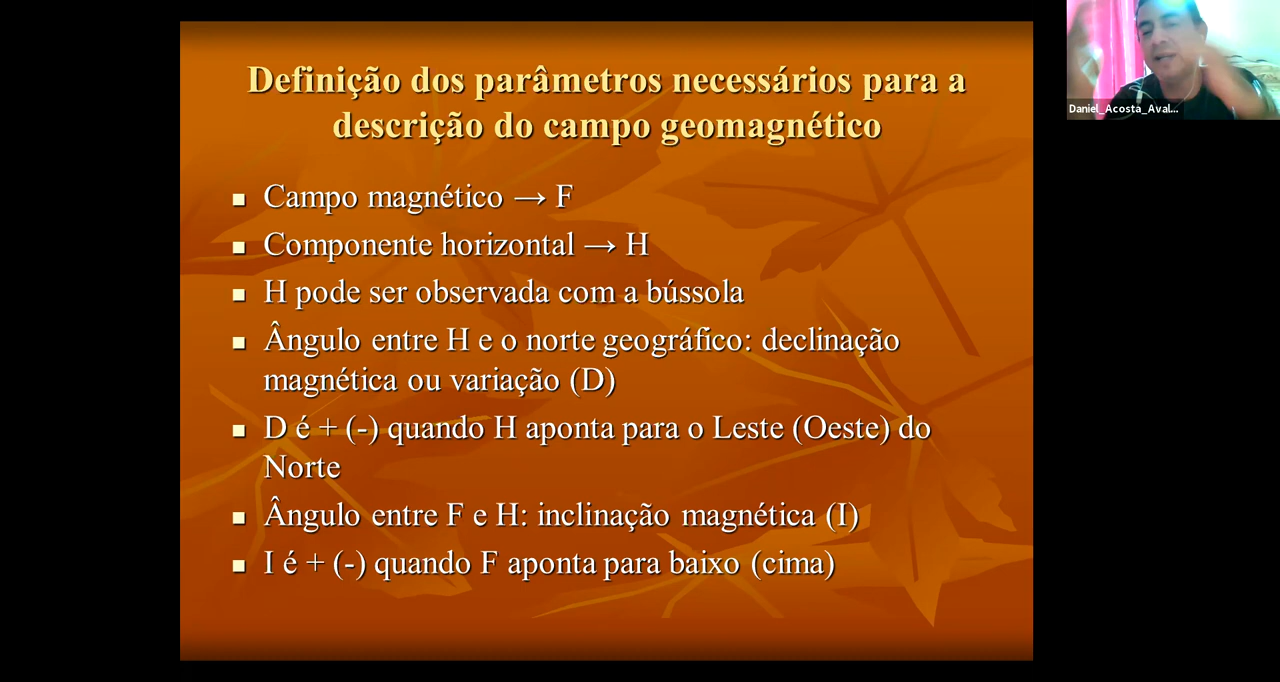 Definição dos parâmetros necessários para a
descrição do campo geomagnético
Campo magnético → F
Componente horizontal → H
H pode ser observada com a bússola
Ângulo entre H e o norte geográfico: declinação
magnética ou variação (D)
D é + (-) quando H aponta para o Leste (Oeste) do
Norte
Ângulo entre F e H: inclinação magnética (I)
I é + (-) quando F aponta para baixo (cima)
Daniel_Acosta_Aval...